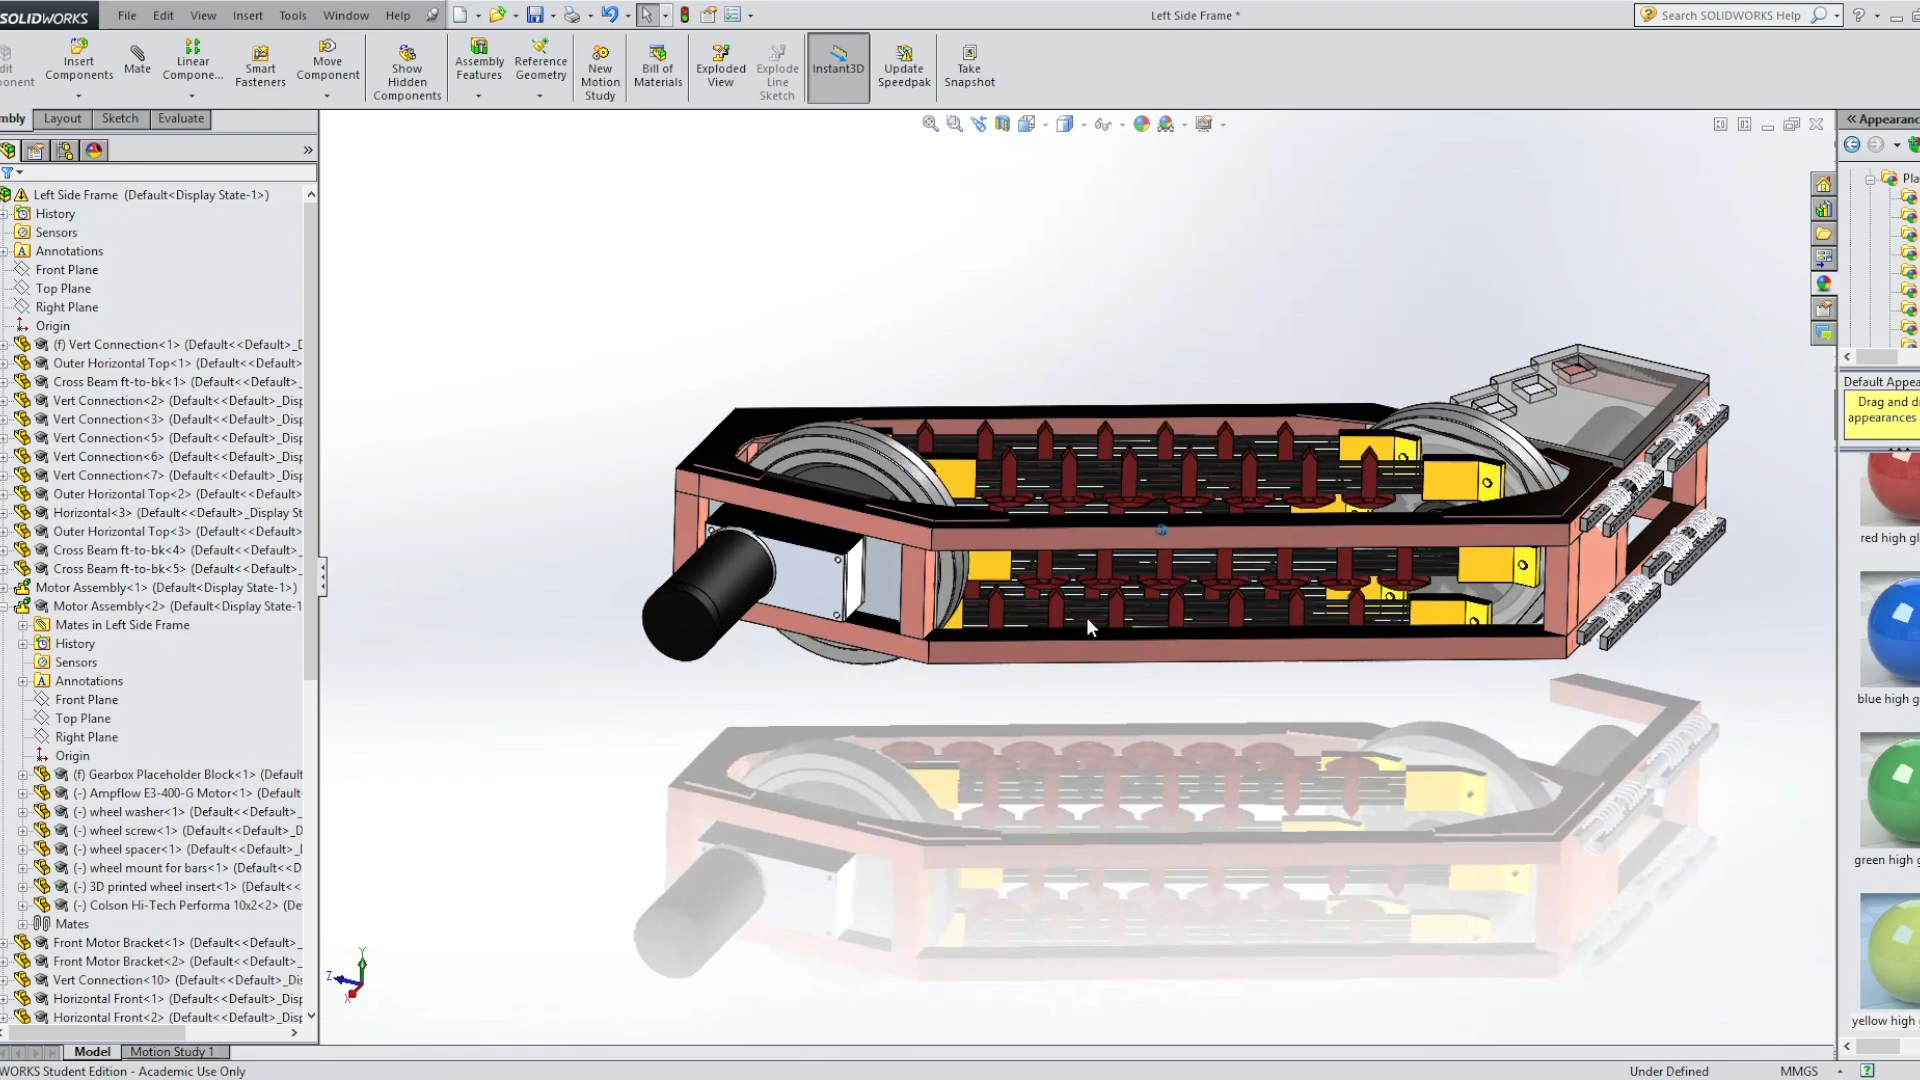 SOLIDWORKS File Edit View Insert Tools Window Help Left Side Frame * Search SOLIDWORKS Help
Insert Components
Mate
Linear Compone...
Smart Fasteners
Move Component
Show Hidden Components
Assembly Features
Reference Geometry
New Motion Study
Bill of Materials
Exploded View
Explode Line Sketch
Instant3D
Update Speedpak
Take Snapshot
mbly Layout Sketch Evaluate
Left Side Frame (Default<Display State-1>)
History
Sensors
Annotations
Front Plane
Top Plane
Right Plane
Origin
(f) Vert Connection<1> (Default<<Default>_D
Outer Horizontal Top<1> (Default<<Default>
Cross Beam ft-to-bk<1> (Default<<Default>_
Vert Connection<2> (Default<<Default>_Disp
Vert Connection<3> (Default<<Default>_Disp
Vert Connection<5> (Default<<Default>_Disp
Vert Connection<6> (Default<<Default>_Disp
Vert Connection<7> (Default<<Default>_Disp
Outer Horizontal Top<2> (Default<<Default>
Horizontal<3> (Default<<Default>_Display St
Outer Horizontal Top<3> (Default<<Default>
Cross Beam ft-to-bk<4> (Default<<Default>_
Cross Beam ft-to-bk<5> (Default<<Default>_
Motor Assembly<1> (Default<Display State-1>)
Motor Assembly<2> (Default<Display State-1
Mates in Left Side Frame
History
Sensors
Annotations
Front Plane
Top Plane
Right Plane
Origin
(f) Gearbox Placeholder Block<1> (Default
(-) Ampflow E3-400-G Motor<1> (Default
(-) wheel washer<1> (Default<<Default>_
(-) wheel screw<1> (Default<<Default>_D
(-) wheel spacer<1> (Default<<Default>_
(-) wheel mount for bars<1> (Default<<D
(-) 3D printed wheel insert<1> (Default<<
(-) Colson Hi-Tech Performa 10x2<2> (De
Mates
Front Motor Bracket<1> (Default<<Default>_
Front Motor Bracket<2> (Default<<Default>_
Vert Connection<10> (Default<<Default>_Dis
Horizontal Front<1> (Default<<Default>_Disp
Horizontal Front<2> (Default<<Default>_Disp
Y
Z
X
Model Motion Study 1
WORKS Student Edition - Academic Use Only
Under Defined MMGS
Appearanc
Pla
Default Appea
Drag and d
appearances
red high gl
blue high g
green high g
yellow high